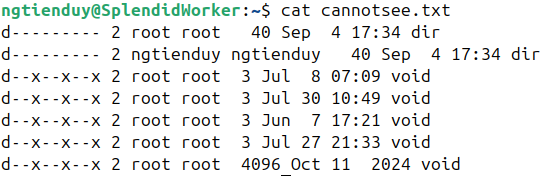 ngtienduy@SplendidWorker:~$ cat cannotsee.txt
d--------- 2 root root   40 Sep  4 17:34 dir
d--------- 2 ngtienduy ngtienduy   40 Sep  4 17:34 dir
d--x--x--x 2 root root  3 Jul  8 07:09 void
d--x--x--x 2 root root  3 Jul 30 10:49 void
d--x--x--x 2 root root  3 Jun  7 17:21 void
d--x--x--x 2 root root  3 Jul 27 21:33 void
d--x--x--x 2 root root  4096 Oct 11  2024 void